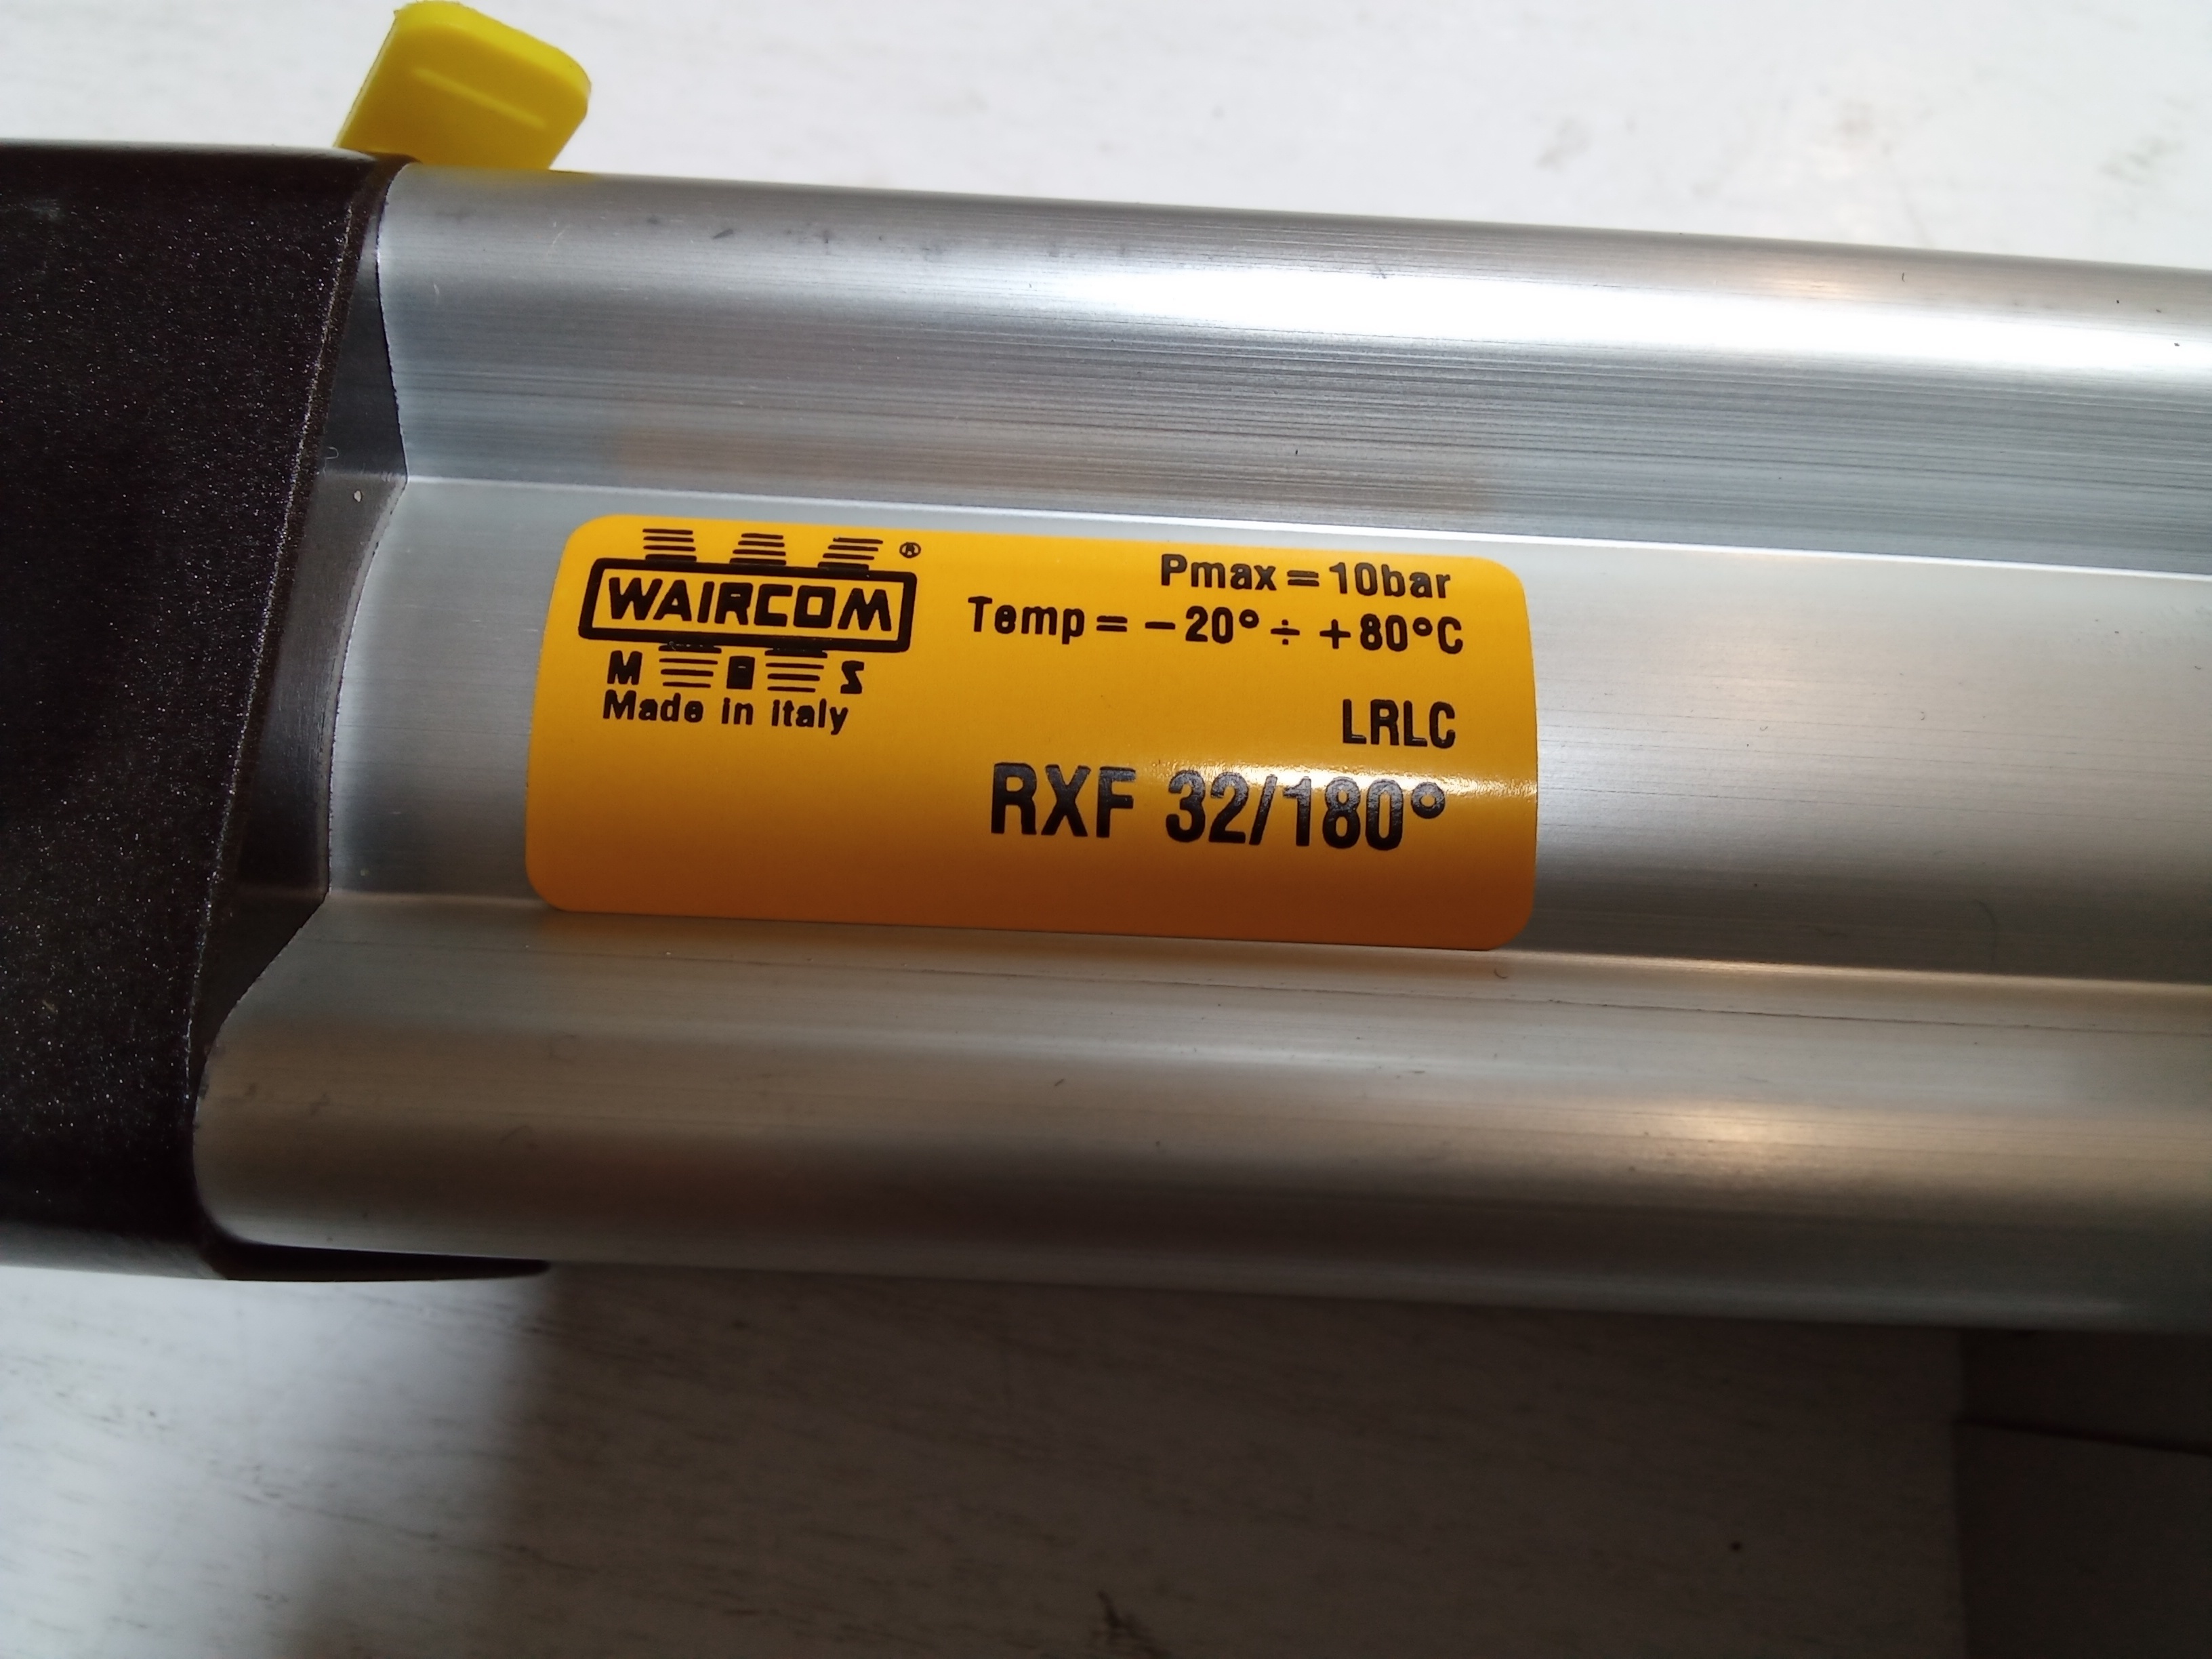 WAIRCOM ®
M B S
Made in Italy
Pmax = 10bar
Temp = −20° ÷ +80°C
LRLC
RXF 32/180°